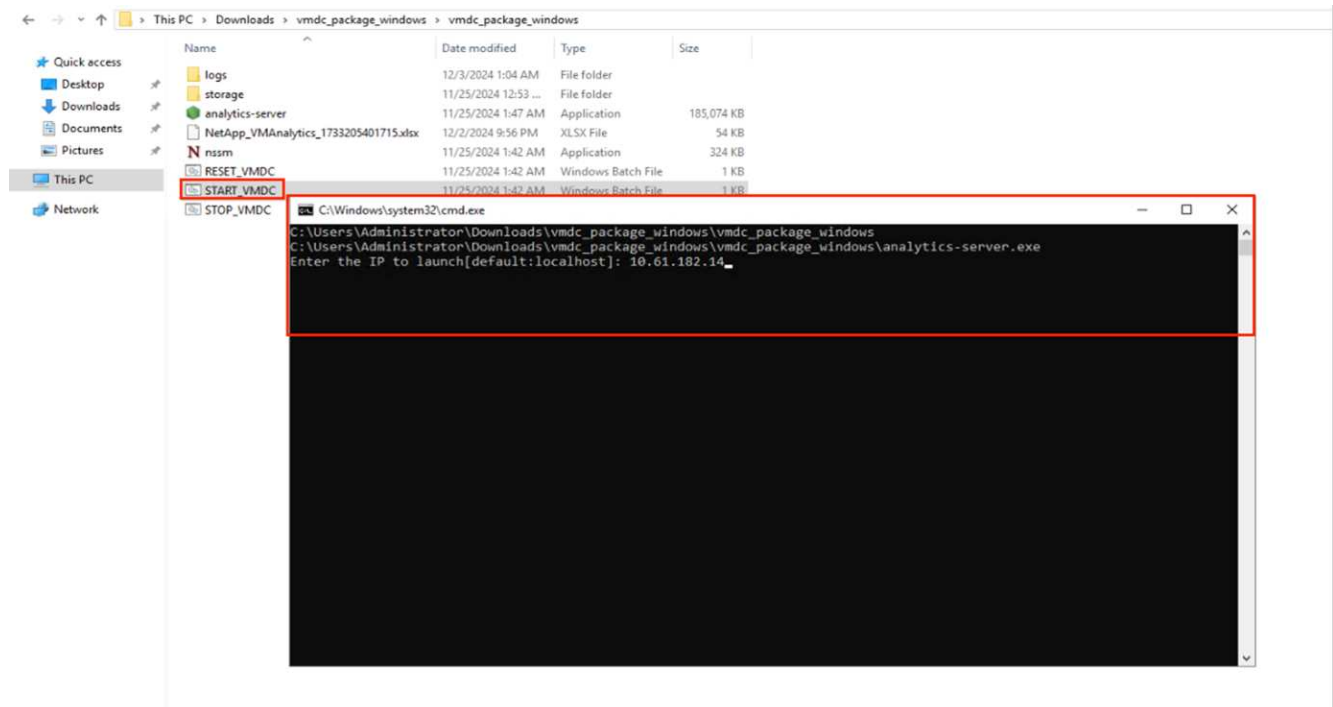 This PC > Downloads > vmdc_package_windows > vmdc_package_windows
Quick access
Desktop
Downloads
Documents
Pictures
This PC
Network
Name Date modified Type Size
logs 12/3/2024 1:04 AM File folder
storage 11/25/2024 12:53 ... File folder
analytics-server 11/25/2024 1:47 AM Application 185,074 KB
NetApp_VMAnalytics_1733205401715.xlsx 12/2/2024 9:56 PM XLSX File 54 KB
N nssm 11/25/2024 1:42 AM Application 324 KB
RESET_VMDC 11/25/2024 1:42 AM Windows Batch File 1 KB
START_VMDC 11/25/2024 1:42 AM Windows Batch File 1 KB
STOP_VMDC
C:\Windows\system32\cmd.exe
C:\Users\Administrator\Downloads\vmdc_package_windows\vmdc_package_windows
C:\Users\Administrator\Downloads\vmdc_package_windows\vmdc_package_windows\analytics-server.exe
Enter the IP to launch[default:localhost]: 10.61.182.14